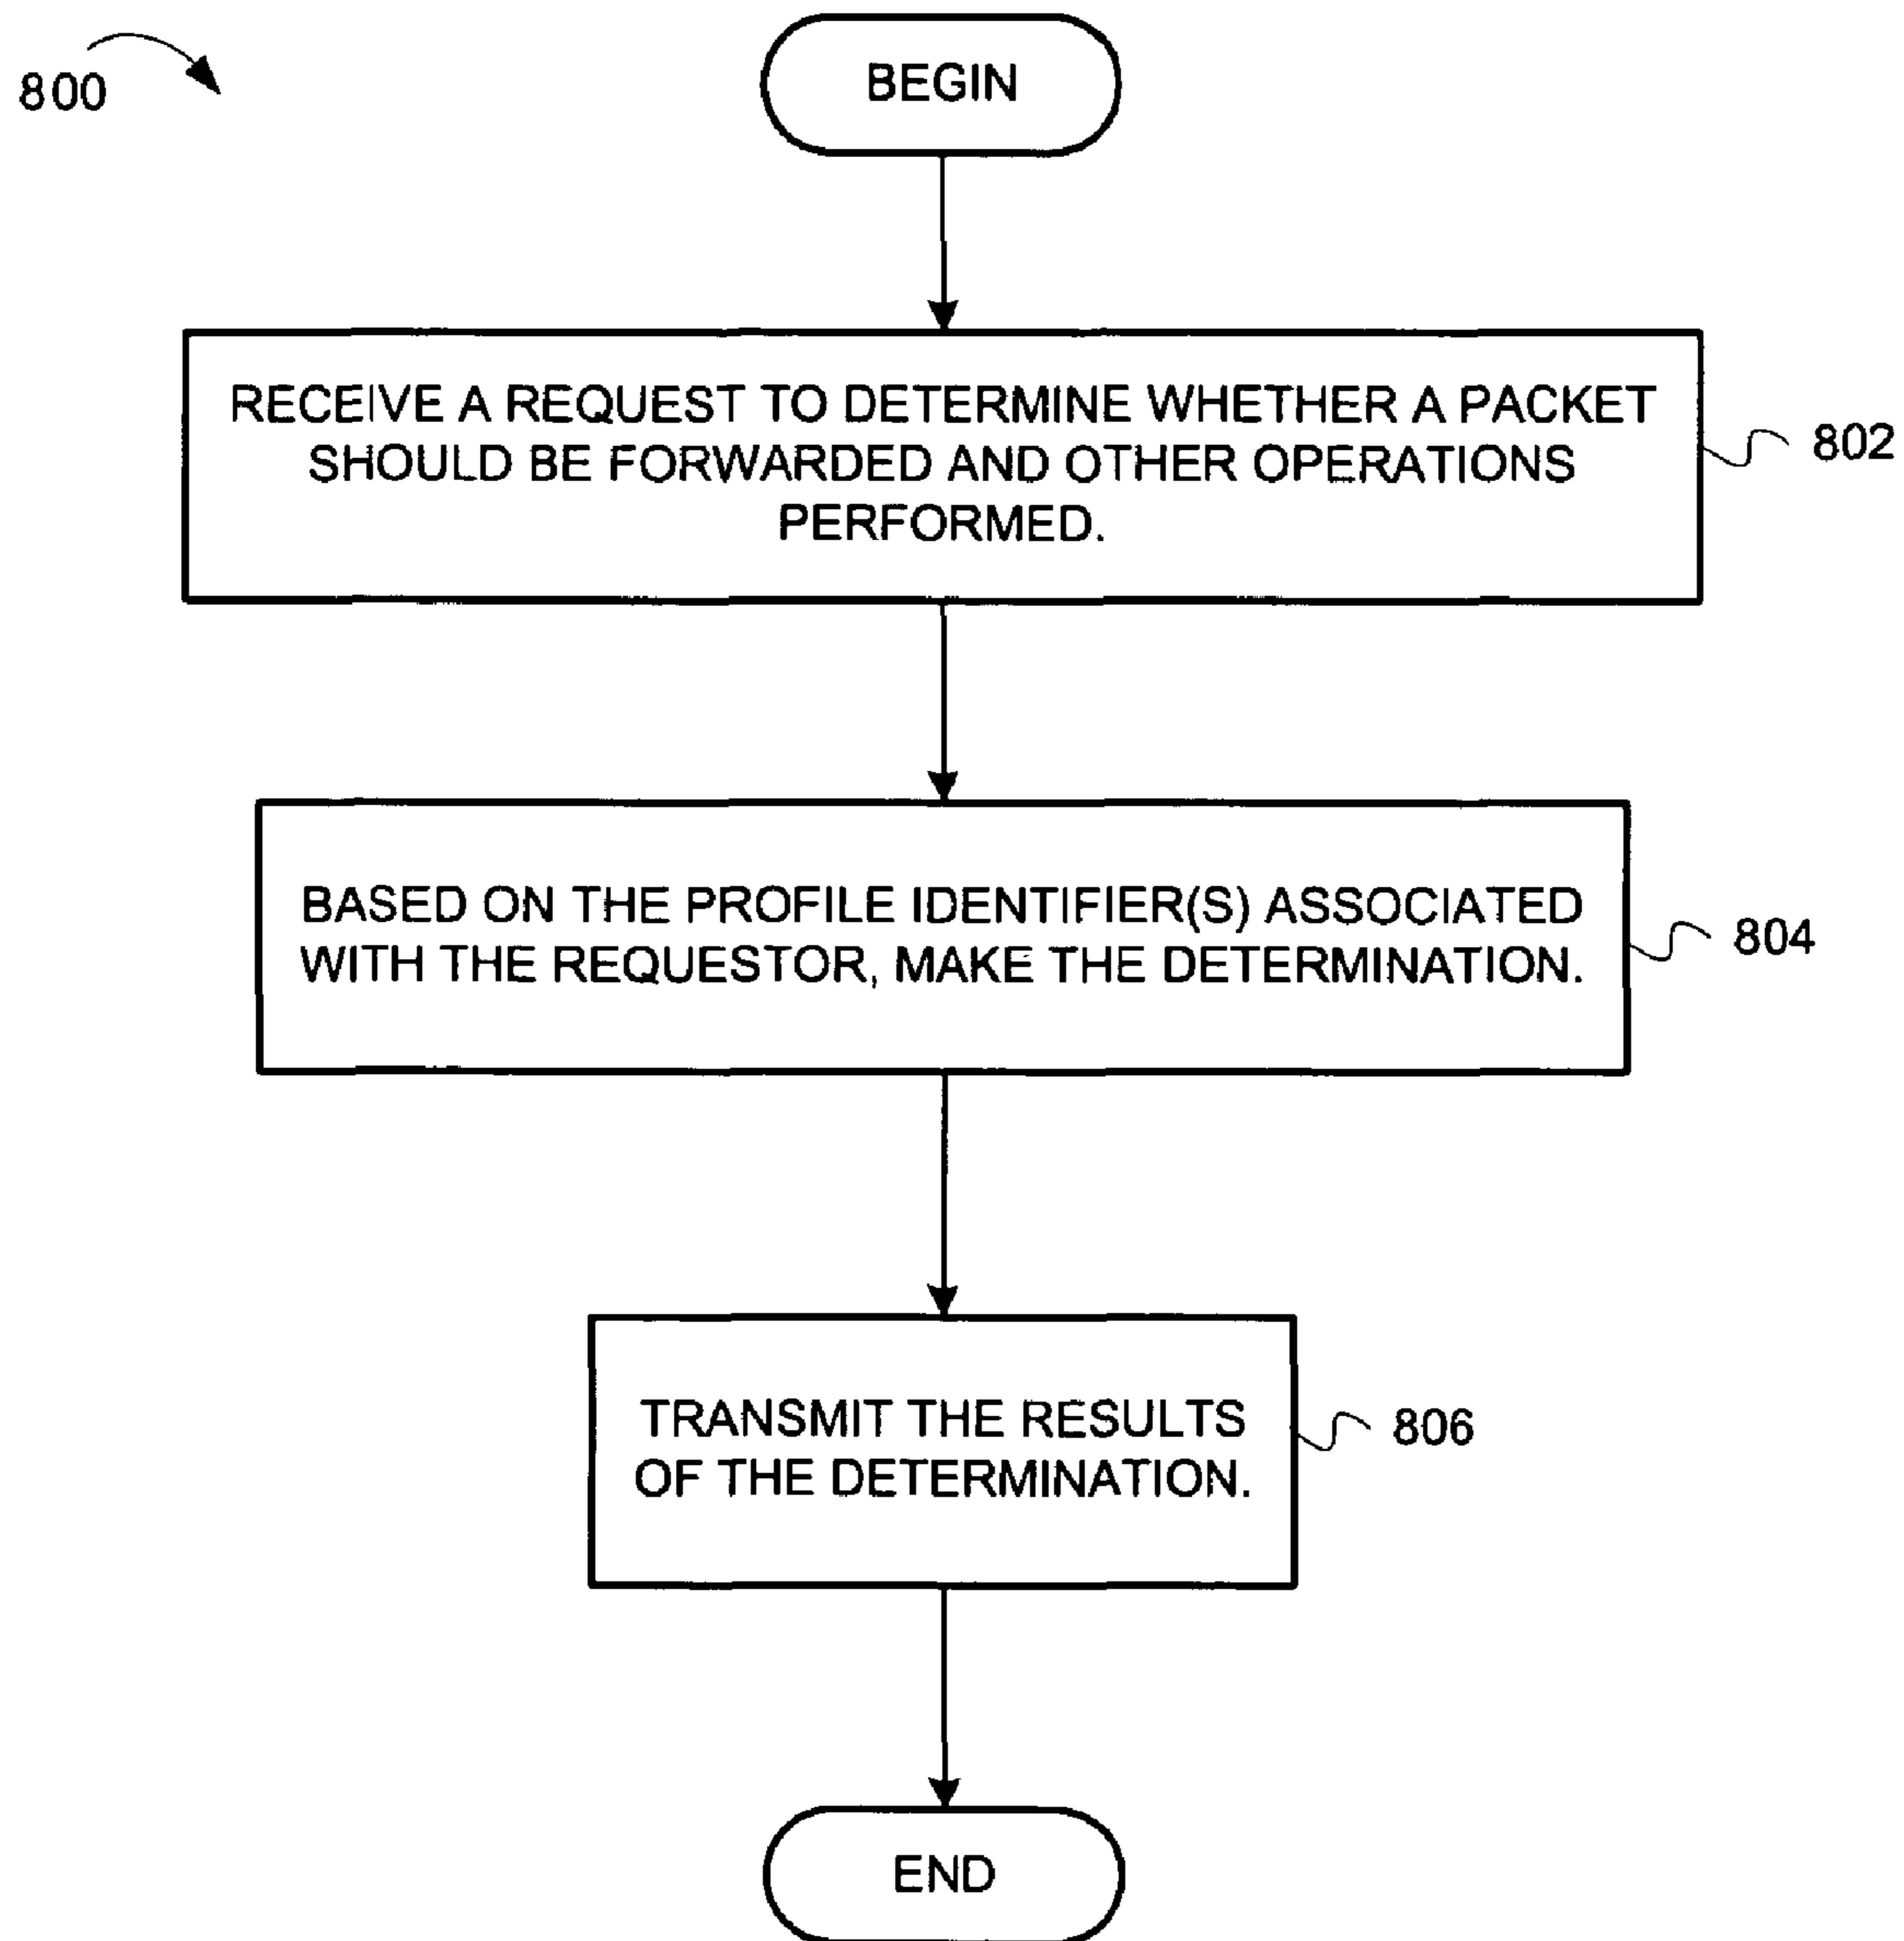 800
BEGIN
RECEIVE A REQUEST TO DETERMINE WHETHER A PACKET
SHOULD BE FORWARDED AND OTHER OPERATIONS
PERFORMED.
802
BASED ON THE PROFILE IDENTIFIER(S) ASSOCIATED
WITH THE REQUESTOR, MAKE THE DETERMINATION.
804
TRANSMIT THE RESULTS
OF THE DETERMINATION.
806
END